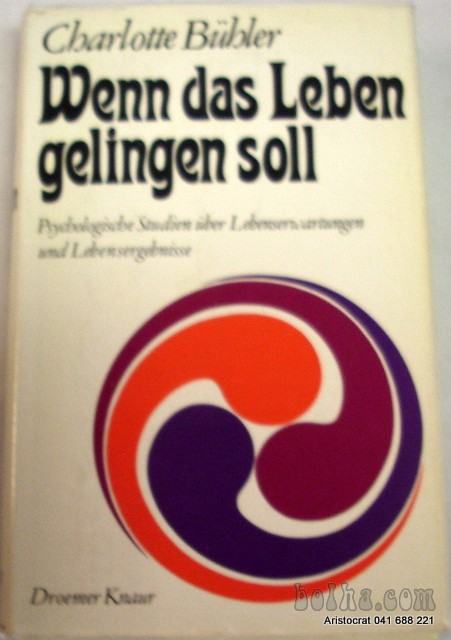 Charlotte Bühler
Wenn das Leben
gelingen soll
Psychologische Studien über Lebenserwartungen
und Lebensergebnisse
Droemer Knaur
bolha.com
Aristocrat 041 688 221